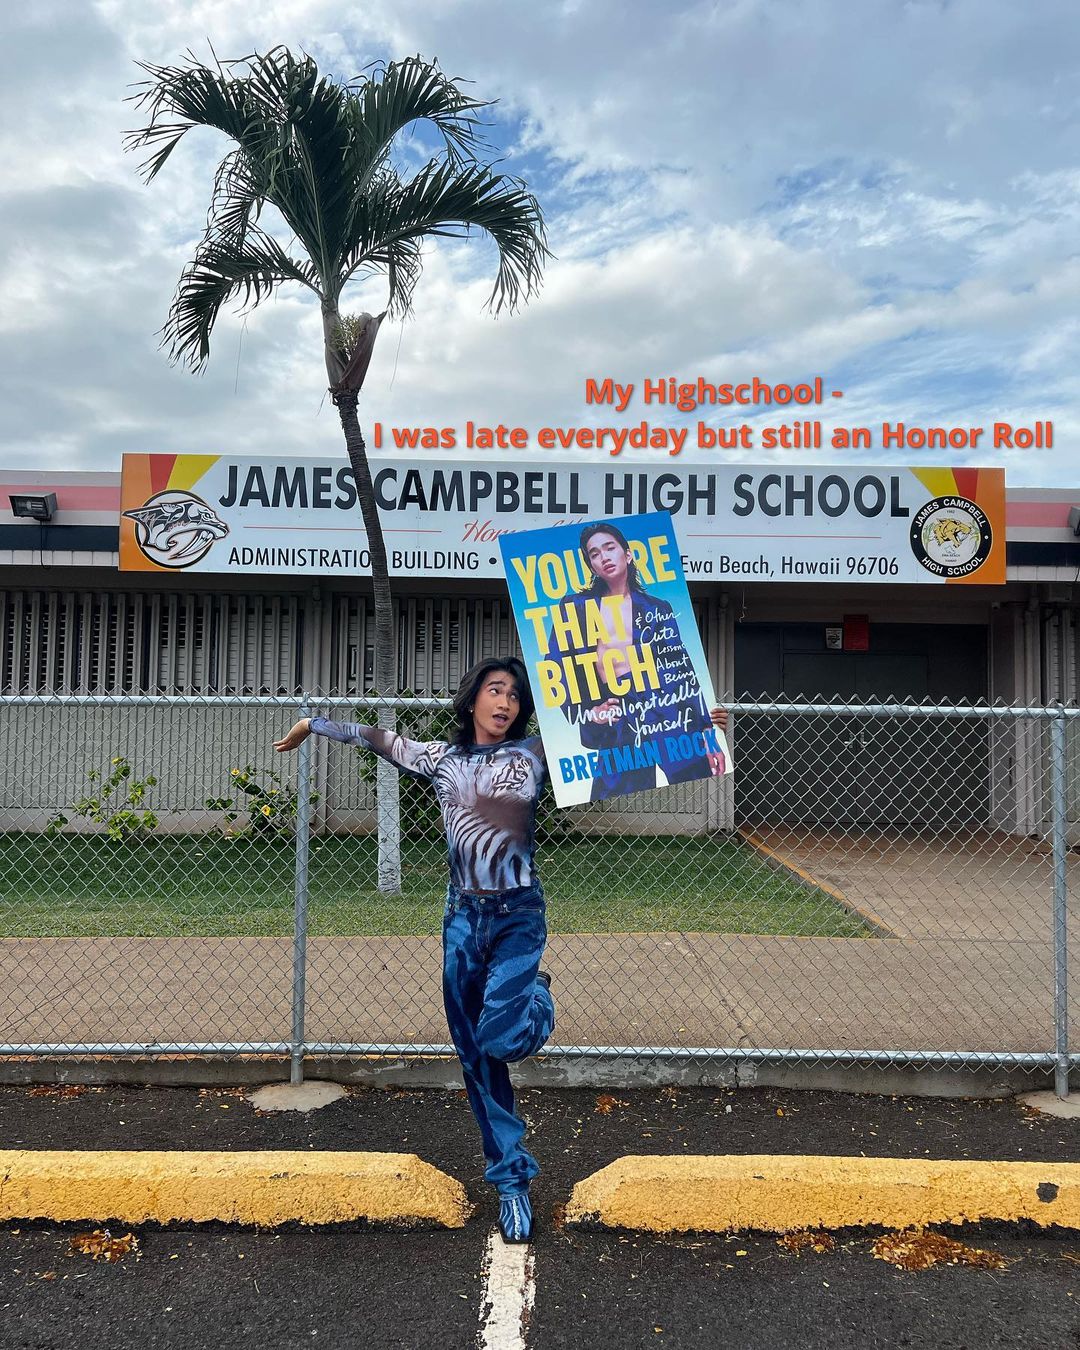 My Highschool -
I was late everyday but still an Honor Roll
JAMES CAMPBELL HIGH SCHOOL
ADMINISTRATIO BUILDING • Ewa Beach, Hawaii 96706
JAMES CAMPBELL
HIGH SCHOOL
YOU RE
THAT
BITCH
& Other
Cute
Lessons
About
Being
Unapologetically
Yourself
BRETMAN ROCK